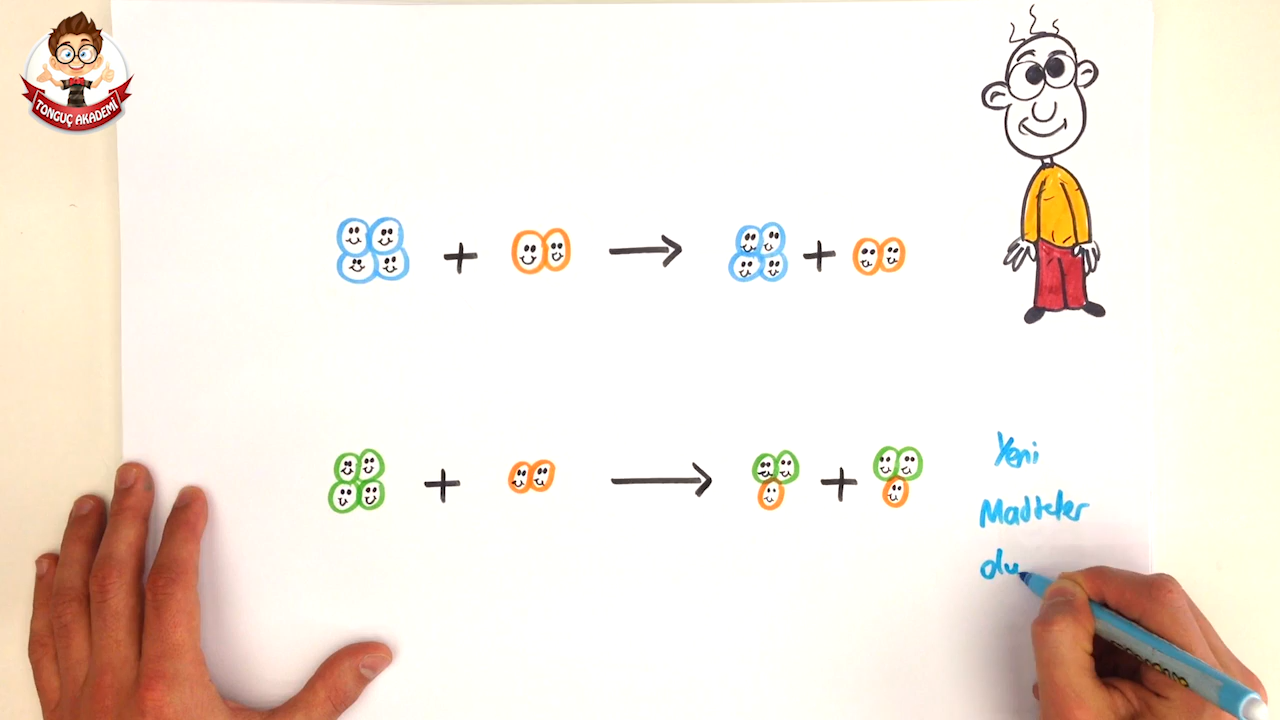 TONGUÇ AKADEMİ
+ → +
+ → +
Yeni
Maddeler
olu